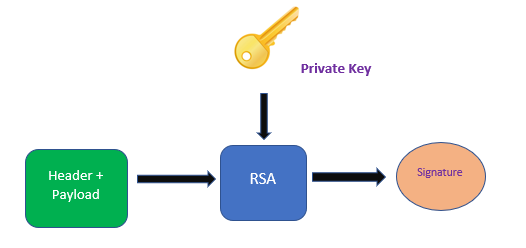 Private Key
Header +
Payload
RSA
Signature